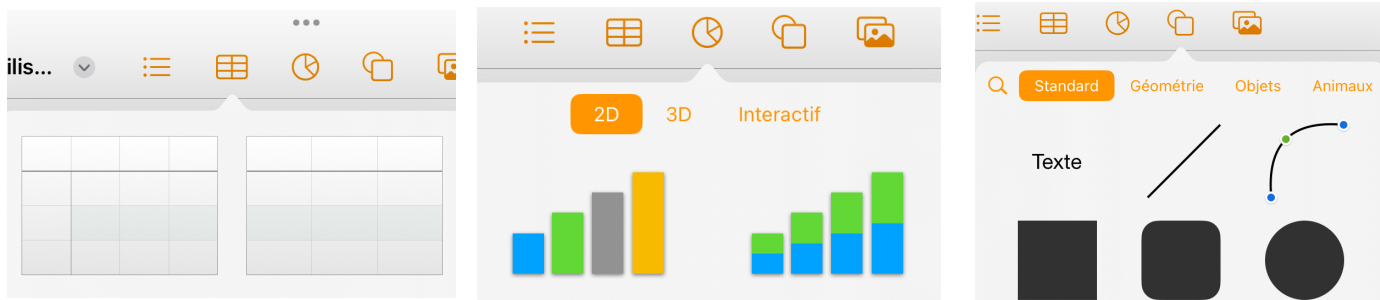 ilis...
2D 3D Interactif
Standard Géométrie Objets Animaux
Texte